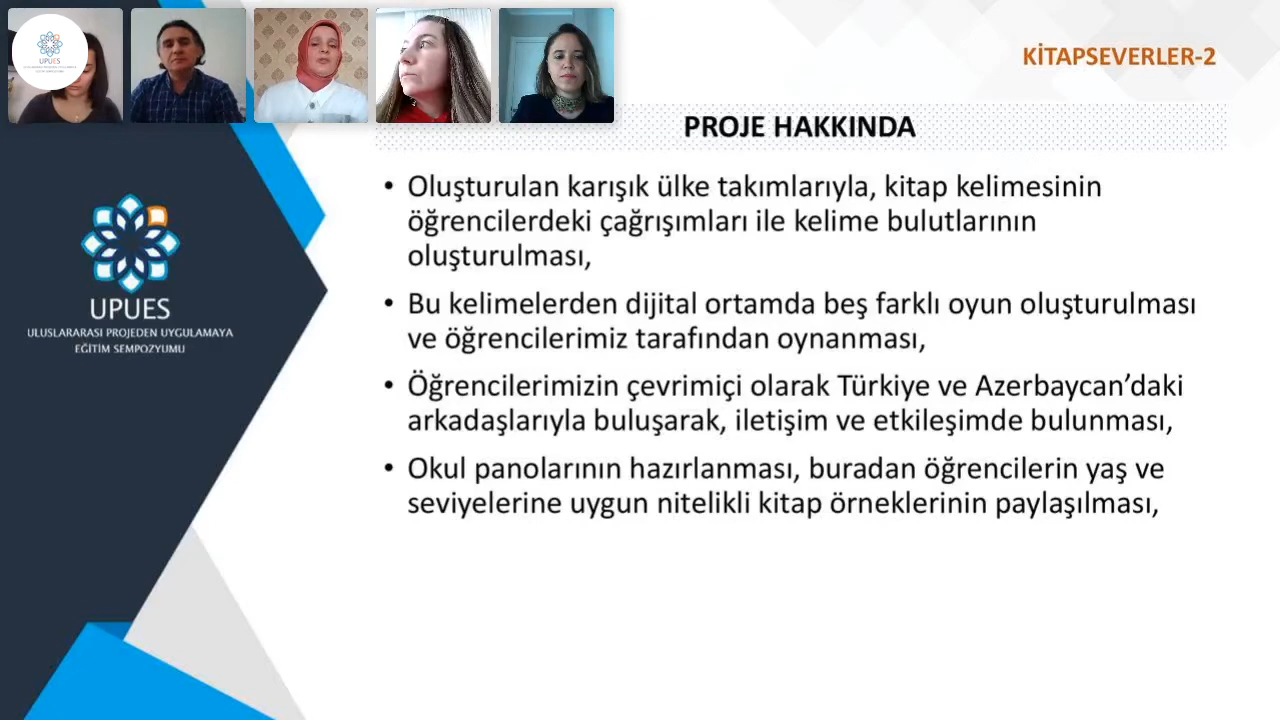 UPUES
KİTAPSEVERLER-2
PROJE HAKKINDA
• Oluşturulan karışık ülke takımlarıyla, kitap kelimesinin
öğrencilerdeki çağrışımları ile kelime bulutlarının
oluşturulması,
• Bu kelimelerden dijital ortamda beş farklı oyun oluşturulması
ve öğrencilerimiz tarafından oynanması,
• Öğrencilerimizin çevrimiçi olarak Türkiye ve Azerbaycan’daki
arkadaşlarıyla buluşarak, iletişim ve etkileşimde bulunması,
• Okul panolarının hazırlanması, buradan öğrencilerin yaş ve
seviyelerine uygun nitelikli kitap örneklerinin paylaşılması,
UPUES
ULUSLARARASI PROJEDEN UYGULAMAYA
EĞİTİM SEMPOZYUMU